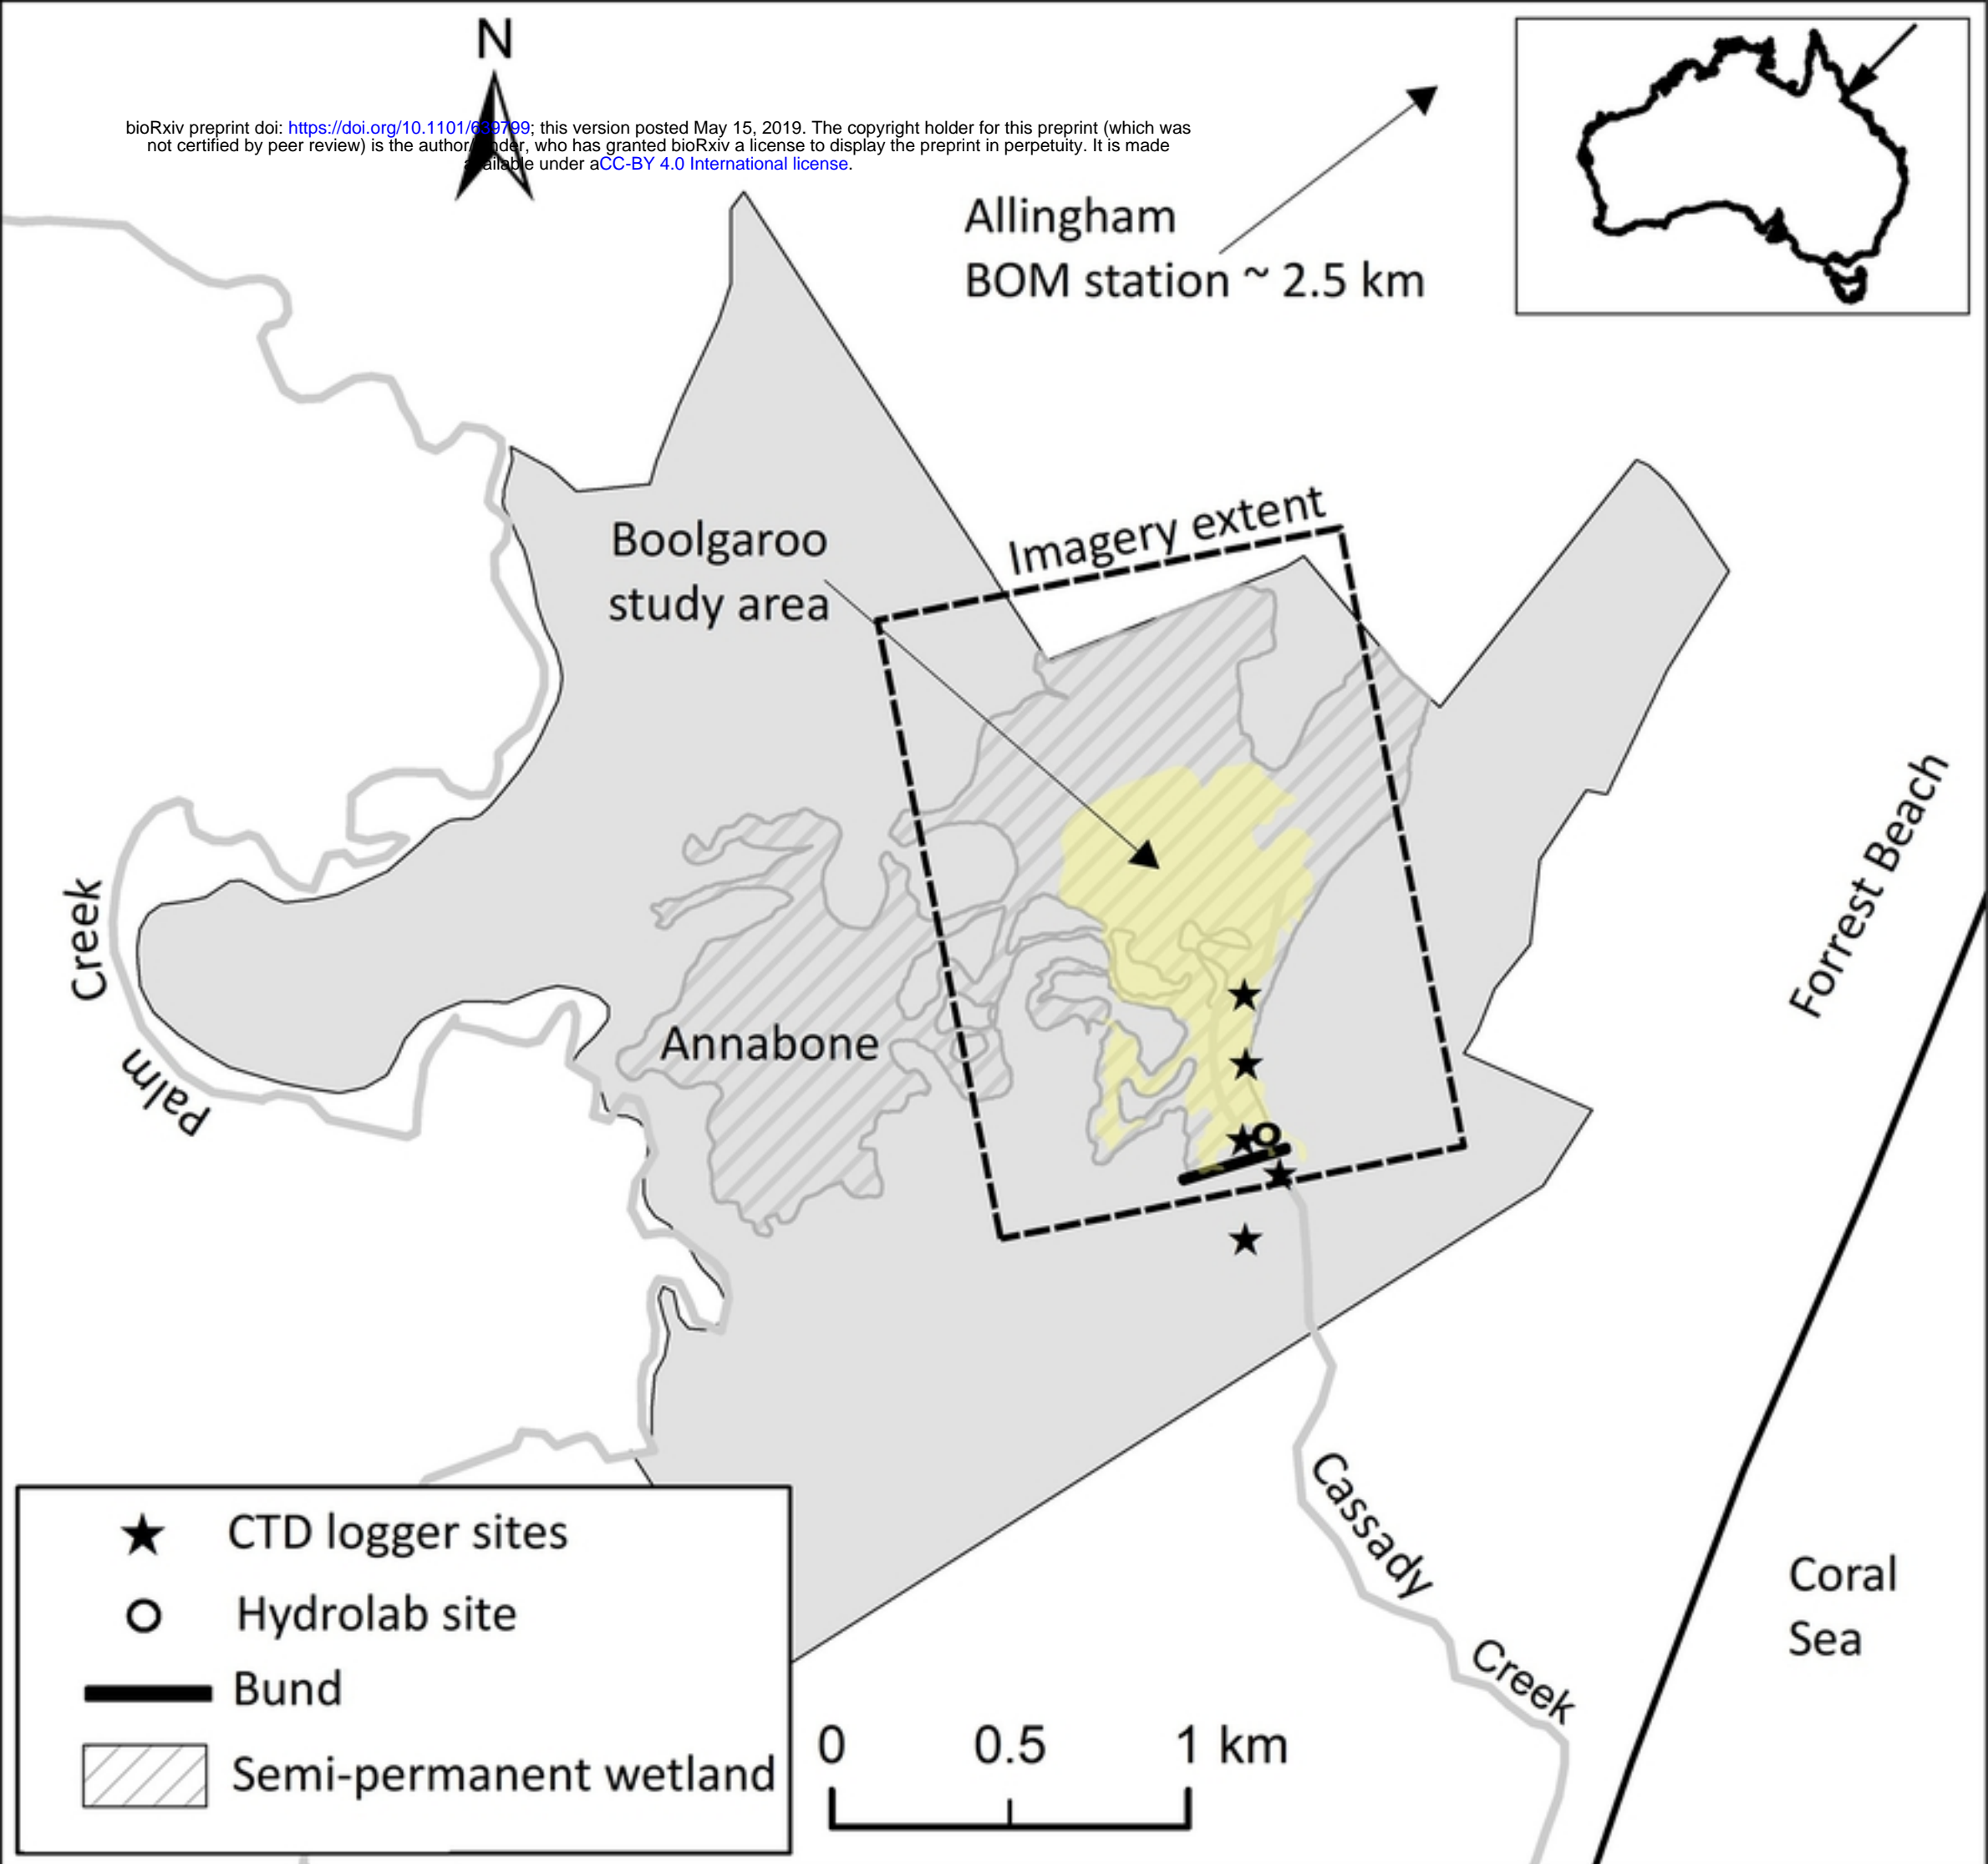 N
bioRxiv preprint doi: https://doi.org/10.1101/639799; this version posted May 15, 2019. The copyright holder for this preprint (which was
not certified by peer review) is the author/funder, who has granted bioRxiv a license to display the preprint in perpetuity. It is made
available under aCC-BY 4.0 International license.
Allingham
BOM station ~ 2.5 km
Imagery extent
Boolgaroo
study area
Forrest Beach
Creek
Palm
Annabone
Cassady
Creek
Coral
Sea
CTD logger sites
Hydrolab site
Bund
Semi-permanent wetland
0 0.5 1 km